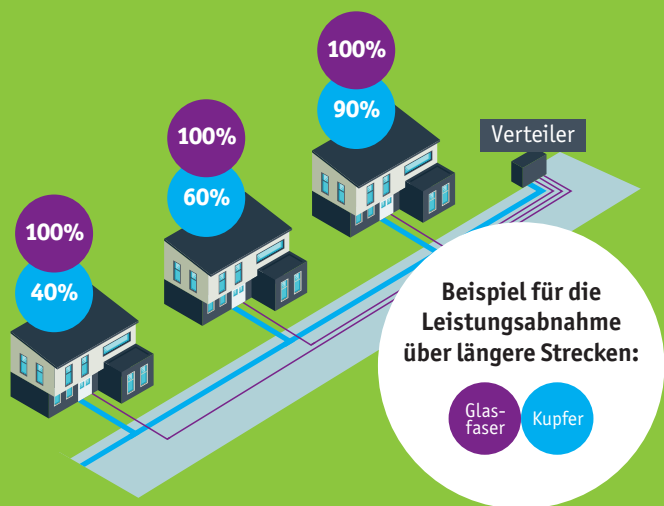 100%
90%
Verteiler
100%
60%
100%
40%
Beispiel für die
Leistungsabnahme
über längere Strecken:
Glas-
faser
Kupfer